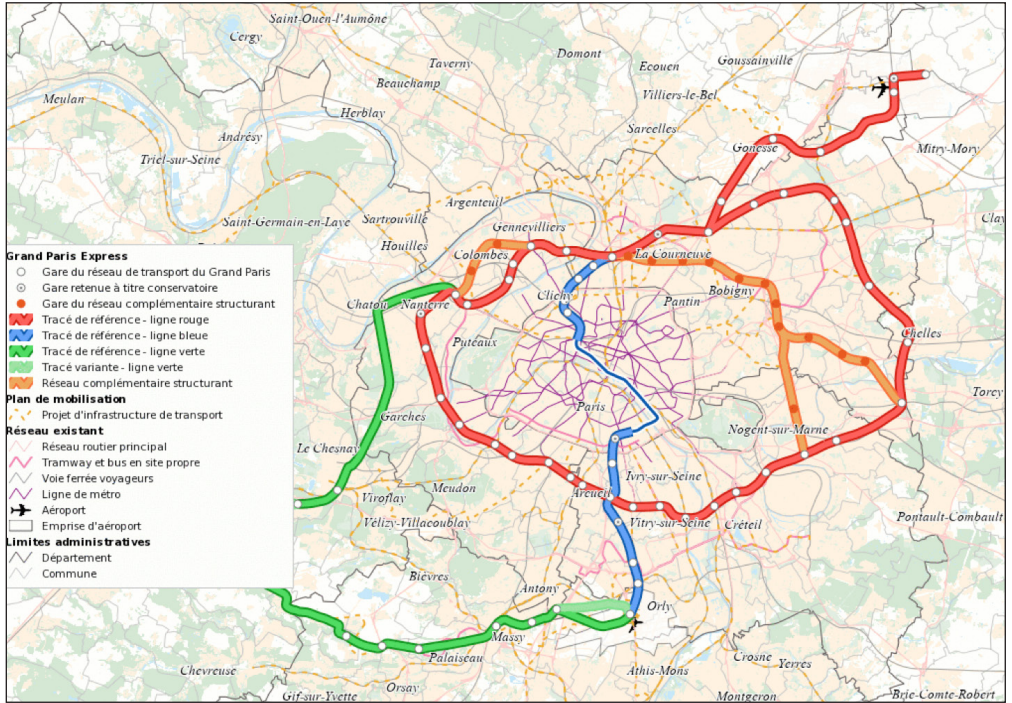 Saint-Ouen-l'Aumône
Cergy
Domont
Taverny
Ecouen
Goussainville
Beauchamp
Meulan
Villiers-le-Bel
Herblay
Sarcelles
Andrésy
Gonesse
Mitry-Mory
Triel-sur-Seine
Argenteuil
Saint-Germain-en-Laye
Sartrouville
Gennevilliers
Clay
Houilles
Colombes
La Courneuve
Bobigny
Clichy
Pantin
Chatou
Nanterre
Chelles
Puteaux
Torcy
Paris
Garches
Nogent-sur-Marne
Le Chesnay
Ivry-sur-Seine
Meudon
Arcueil
Viroflay
Vélizy-Villacoublay
Vitry-sur-Seine
Créteil
Pontault-Combault
Bièvres
Antony
Orly
Massy
Palaiseau
Crosne
Yerres
Chevreuse
Athis-Mons
Orsay
Gif-sur-Yvette
Montgeron
Brie-Comte-Robert
Grand Paris Express
Gare du réseau de transport du Grand Paris
Gare retenue à titre conservatoire
Gare du réseau complémentaire structurant
Tracé de référence - ligne rouge
Tracé de référence - ligne bleue
Tracé de référence - ligne verte
Tracé variante - ligne verte
Réseau complémentaire structurant
Plan de mobilisation
Projet d'infrastructure de transport
Réseau existant
Réseau routier principal
Tramway et bus en site propre
Voie ferrée voyageurs
Ligne de métro
Aéroport
Emprise d'aéroport
Limites administratives
Département
Commune